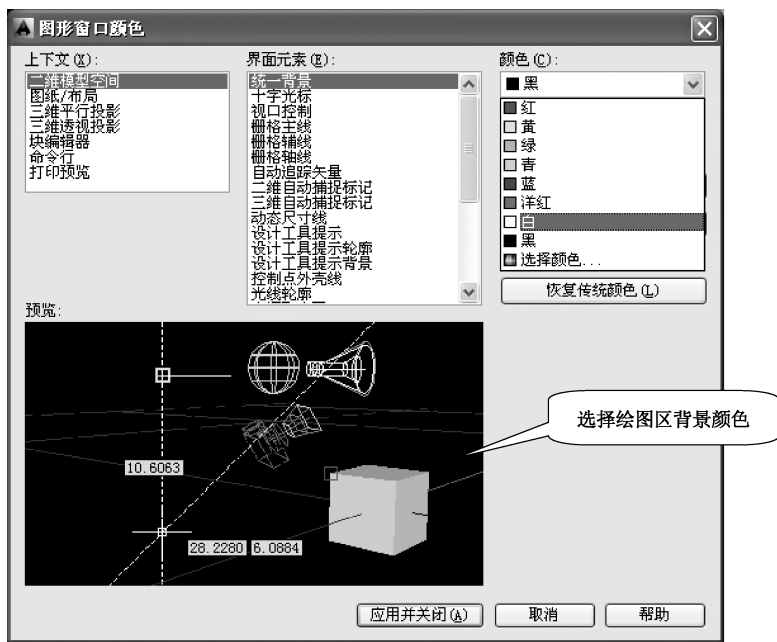 图形窗口颜色
上下文(X):
二维模型空间
图纸/布局
三维平行投影
三维透视投影
块编辑器
命令行
打印预览
界面元素(E):
统一背景
十字光标
视口控制
栅格主线
栅格辅线
栅格轴线
自动追踪矢量
二维自动捕捉标记
三维自动捕捉标记
动态尺寸线
设计工具提示
设计工具提示轮廓
设计工具提示背景
控制点外壳线
光线轮廓
颜色(C):
黑
红
黄
绿
青
蓝
洋红
白
黑
选择颜色...
恢复传统颜色(L)
预览:
10.6063
28.2280
6.0884
选择绘图区背景颜色
应用并关闭(A)
取消
帮助